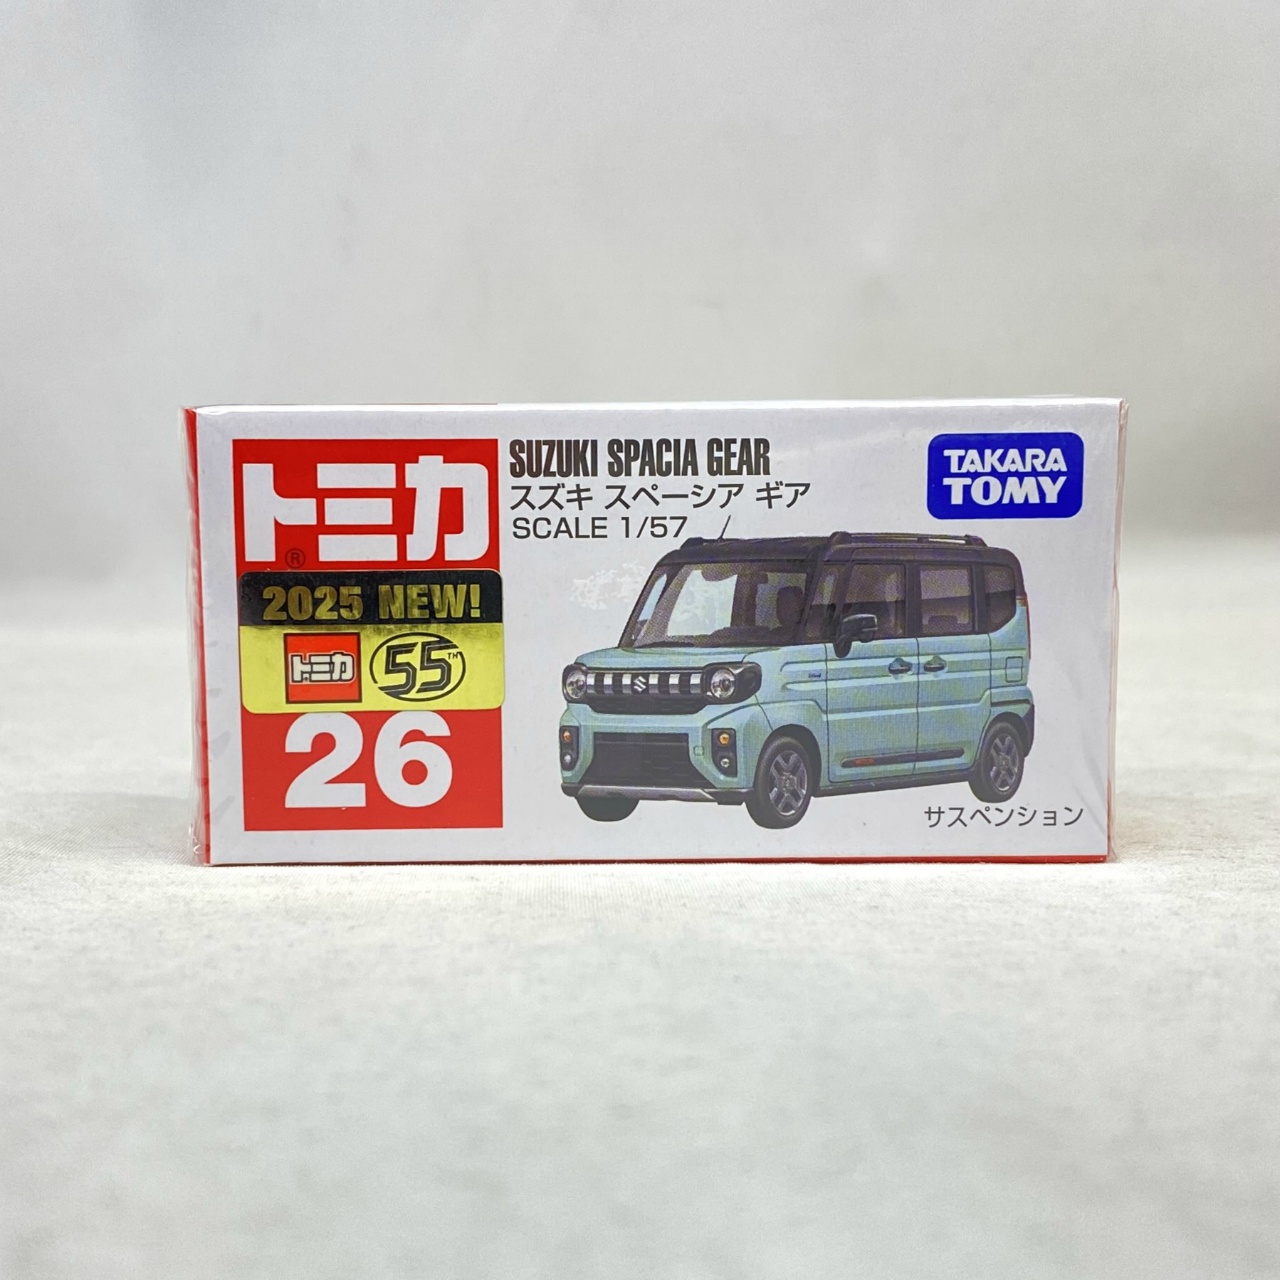 トミカ
®
2025 NEW!
トミカ 55TH
26
SUZUKI SPACIA GEAR
スズキ スペーシア ギア
SCALE 1/57
TAKARA
TOMY
サスペンション